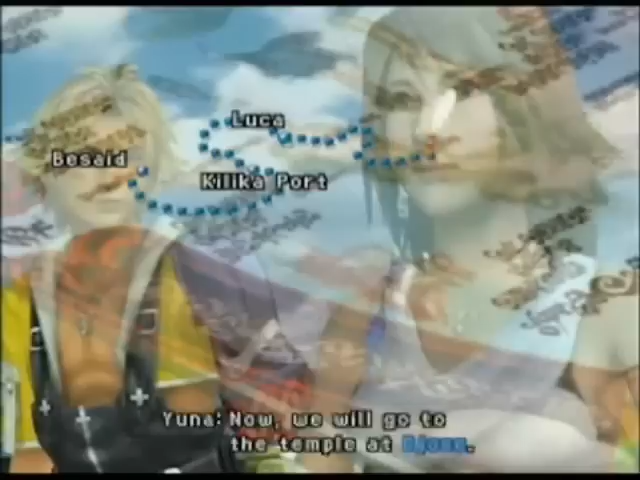 Luca
Besaid
Kilika Port
Yuna: Now, we will go to
the temple at Djose.